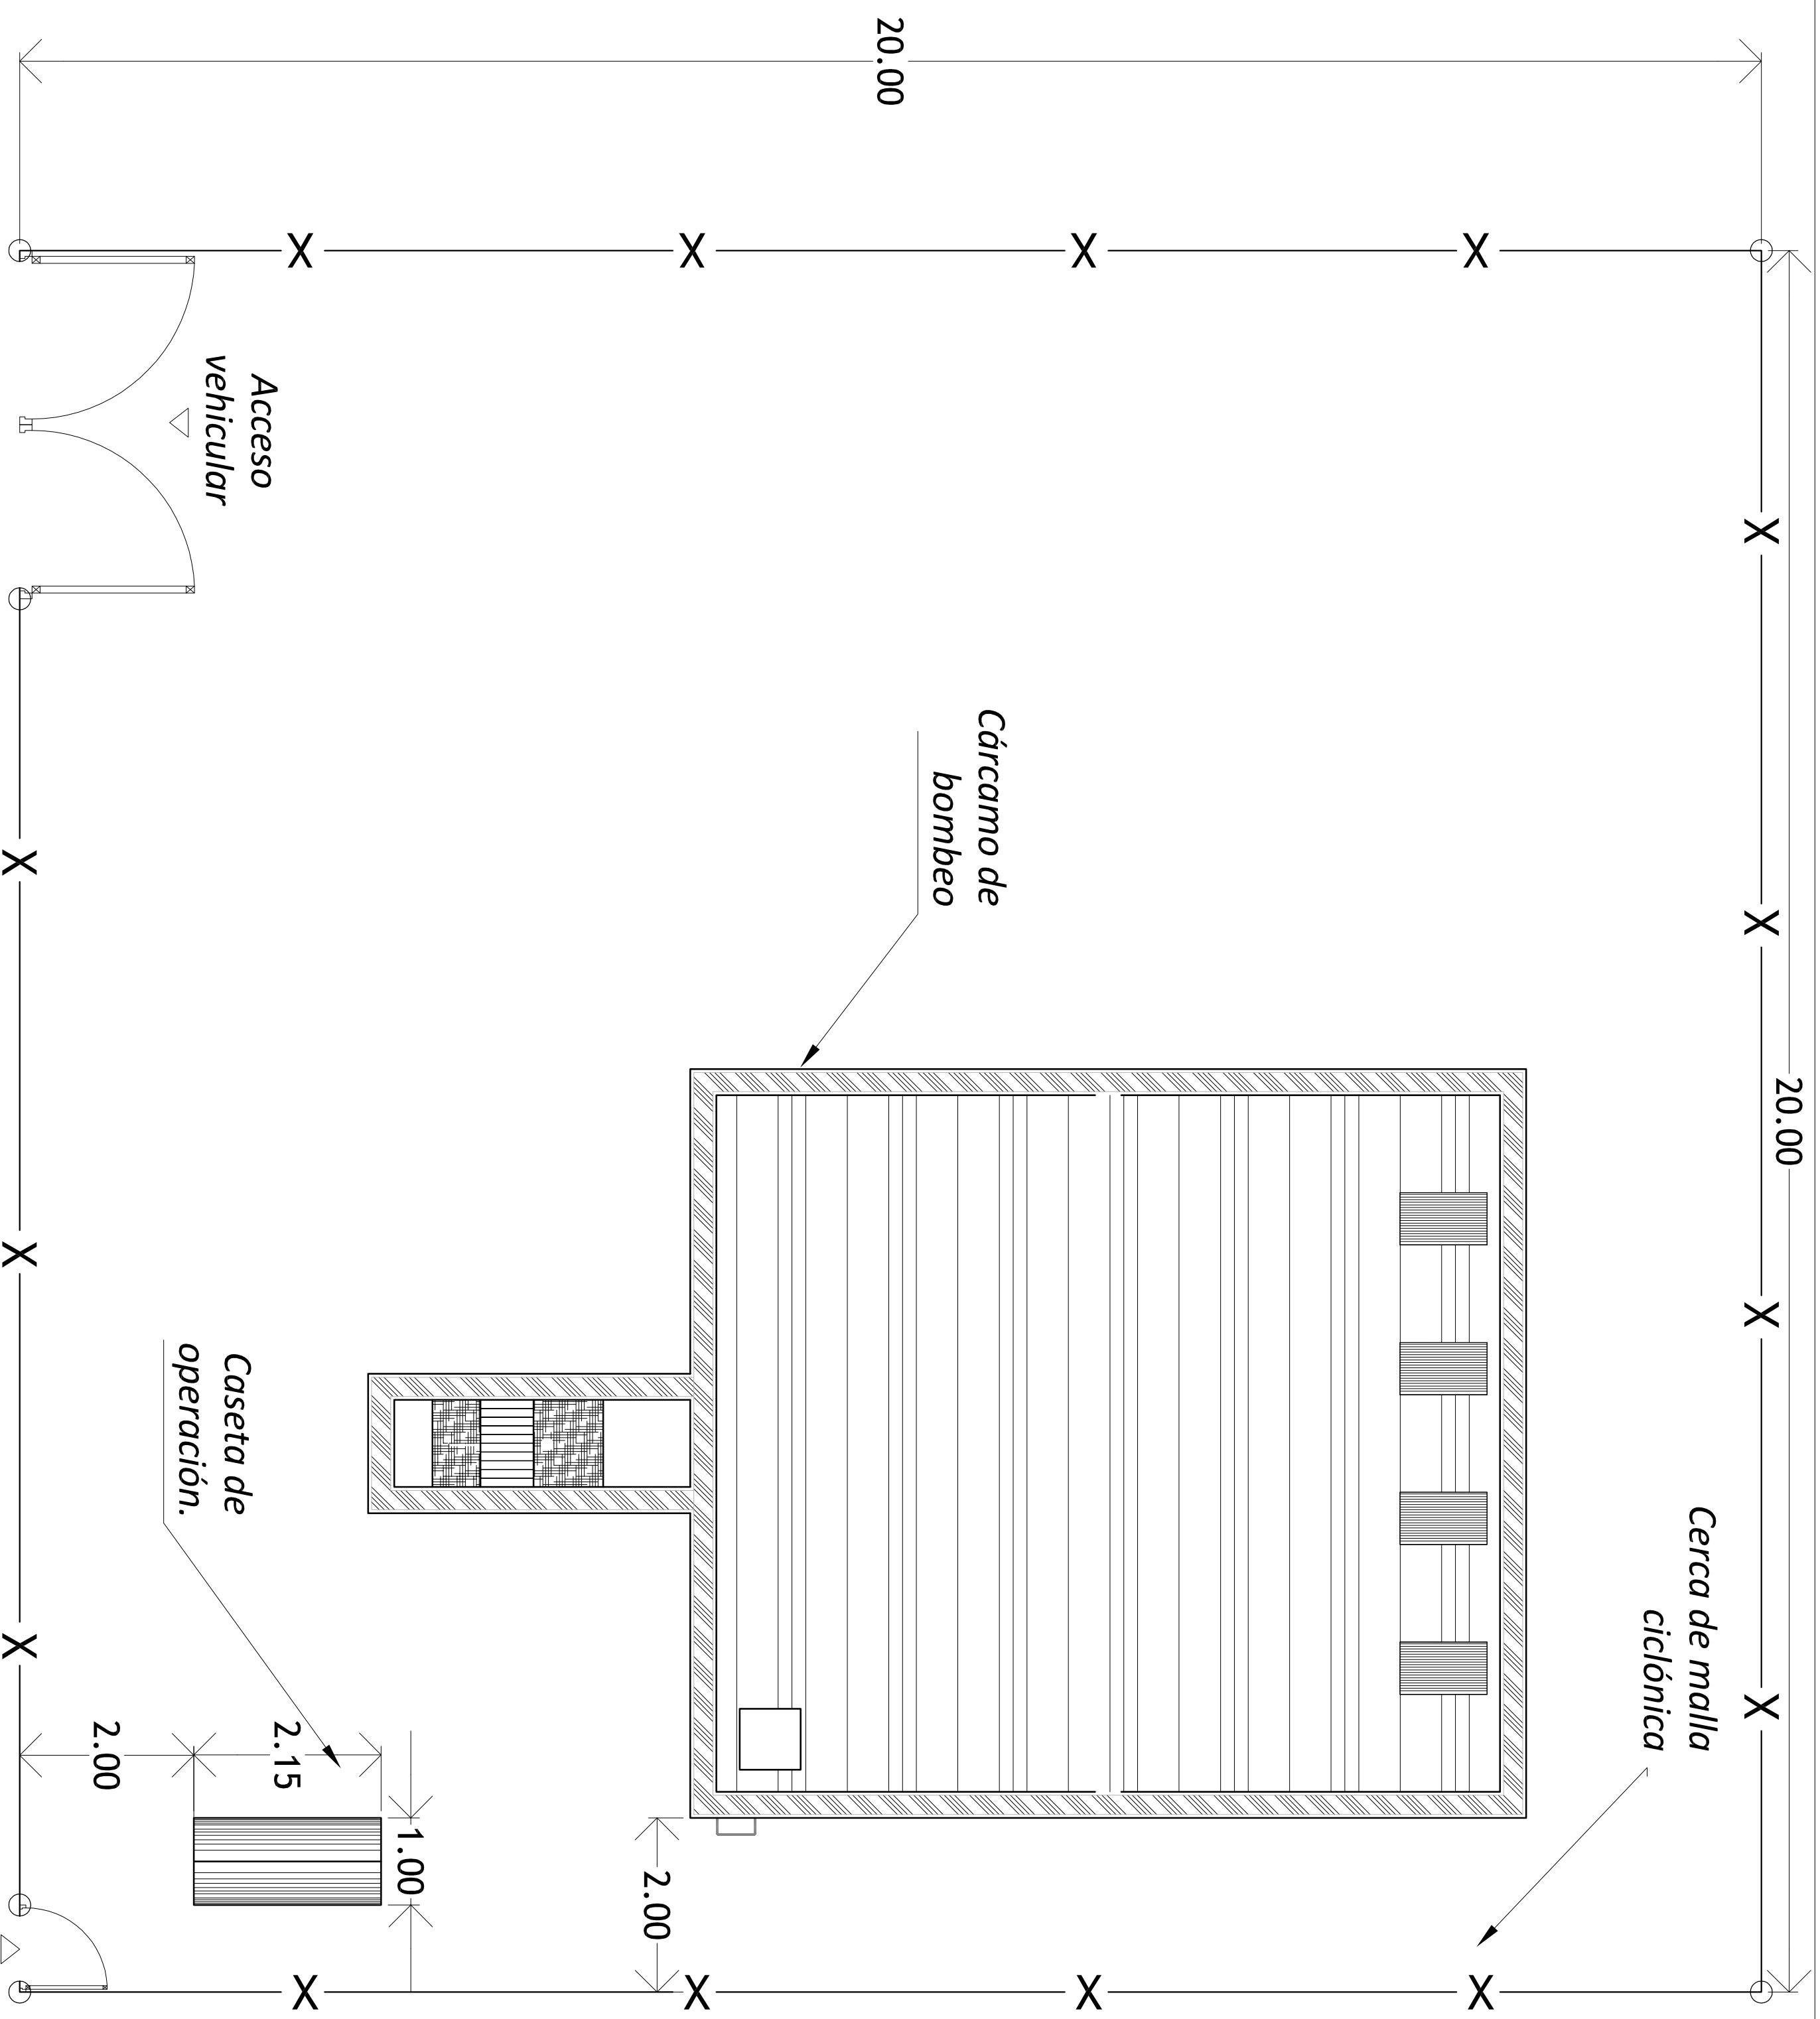 20.00
Cerca de malla
ciclónica
Cárcamo de
bombeo
20.00
2.00
1.00
2.15
Acceso
vehicular
Caseta de
operación.
2.00